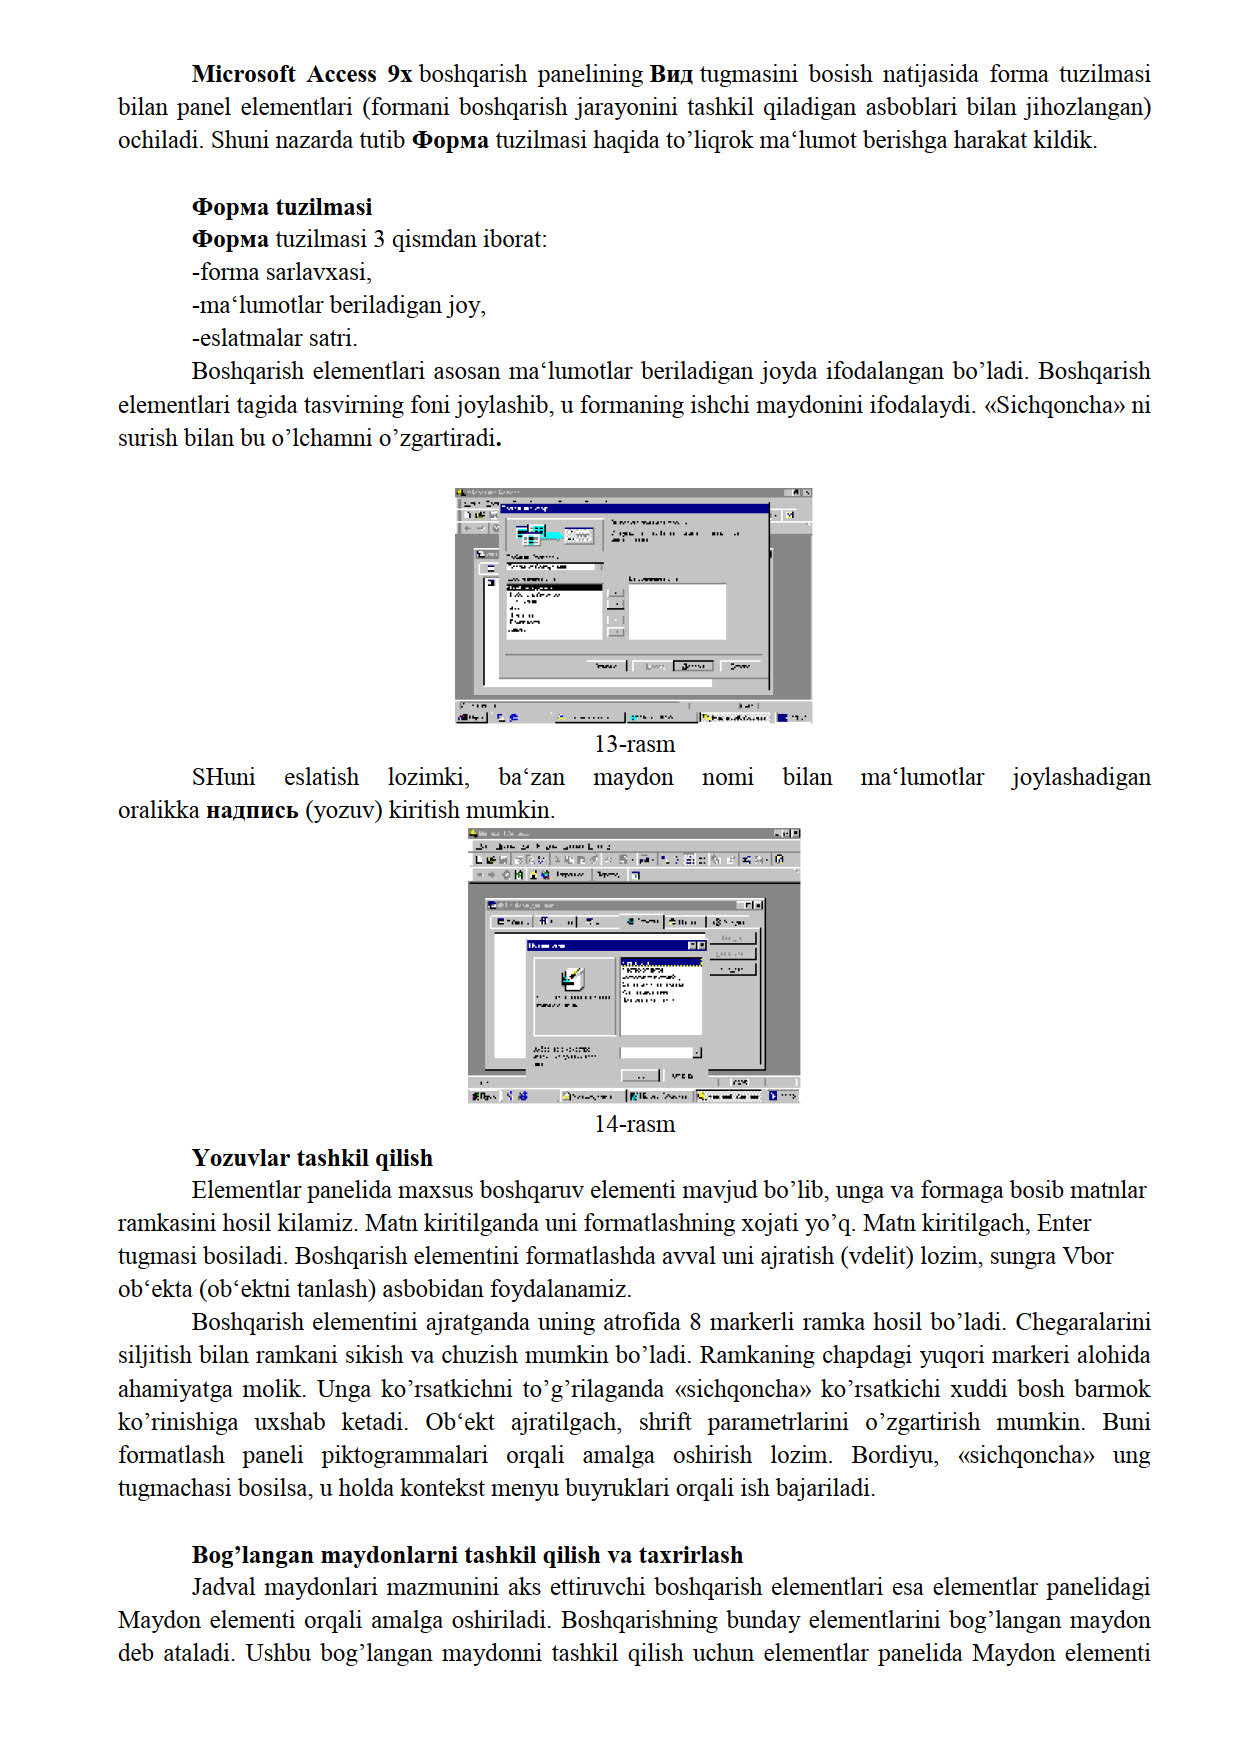 Microsoft Access 9x boshqarish panelining Вид tugmasini bosish natijasida forma tuzilmasi
bilan panel elementlari (formani boshqarish jarayonini tashkil qiladigan asboblari bilan jihozlangan)
ochiladi. Shuni nazarda tutib Форма tuzilmasi haqida to’liqrok ma‘lumot berishga harakat kildik.
Форма tuzilmasi
Форма tuzilmasi 3 qismdan iborat:
-forma sarlavxasi,
-ma‘lumotlar beriladigan joy,
-eslatmalar satri.
Boshqarish elementlari asosan ma‘lumotlar beriladigan joyda ifodalangan bo’ladi. Boshqarish
elementlari tagida tasvirning foni joylashib, u formaning ishchi maydonini ifodalaydi. «Sichqoncha» ni
surish bilan bu o’lchamni o’zgartiradi.
13-rasm
SHuni eslatish lozimki, ba‘zan maydon nomi bilan ma‘lumotlar joylashadigan
oralikka надпись (yozuv) kiritish mumkin.
14-rasm
Yozuvlar tashkil qilish
Elementlar panelida maxsus boshqaruv elementi mavjud bo’lib, unga va formaga bosib matnlar
ramkasini hosil kilamiz. Matn kiritilganda uni formatlashning xojati yo’q. Matn kiritilgach, Enter
tugmasi bosiladi. Boshqarish elementini formatlashda avval uni ajratish (vdelit) lozim, sungra Vbor
ob‘ekta (ob‘ektni tanlash) asbobidan foydalanamiz.
Boshqarish elementini ajratganda uning atrofida 8 markerli ramka hosil bo’ladi. Chegaralarini
siljitish bilan ramkani sikish va chuzish mumkin bo’ladi. Ramkaning chapdagi yuqori markeri alohida
ahamiyatga molik. Unga ko’rsatkichni to’g’rilaganda «sichqoncha» ko’rsatkichi xuddi bosh barmok
ko’rinishiga uxshab ketadi. Ob‘ekt ajratilgach, shrift parametrlarini o’zgartirish mumkin. Buni
formatlash paneli piktogrammalari orqali amalga oshirish lozim. Bordiyu, «sichqoncha» ung
tugmachasi bosilsa, u holda kontekst menyu buyruklari orqali ish bajariladi.
Bog’langan maydonlarni tashkil qilish va taxrirlash
Jadval maydonlari mazmunini aks ettiruvchi boshqarish elementlari esa elementlar panelidagi
Maydon elementi orqali amalga oshiriladi. Boshqarishning bunday elementlarini bog’langan maydon
deb ataladi. Ushbu bog’langan maydonni tashkil qilish uchun elementlar panelida Maydon elementi